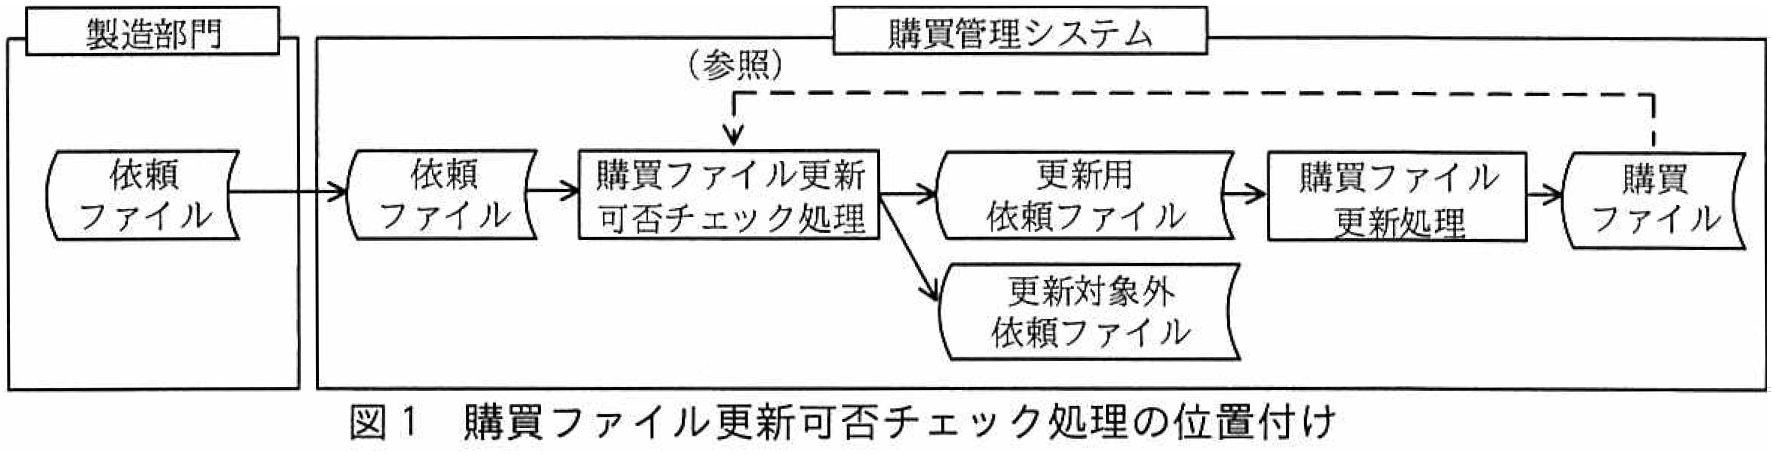 製造部門
購買管理システム
（参照）
依頼
ファイル
依頼
ファイル
購買ファイル更新
可否チェック処理
更新用
依頼ファイル
購買ファイル
更新処理
購買
ファイル
更新対象外
依頼ファイル
図1　購買ファイル更新可否チェック処理の位置付け